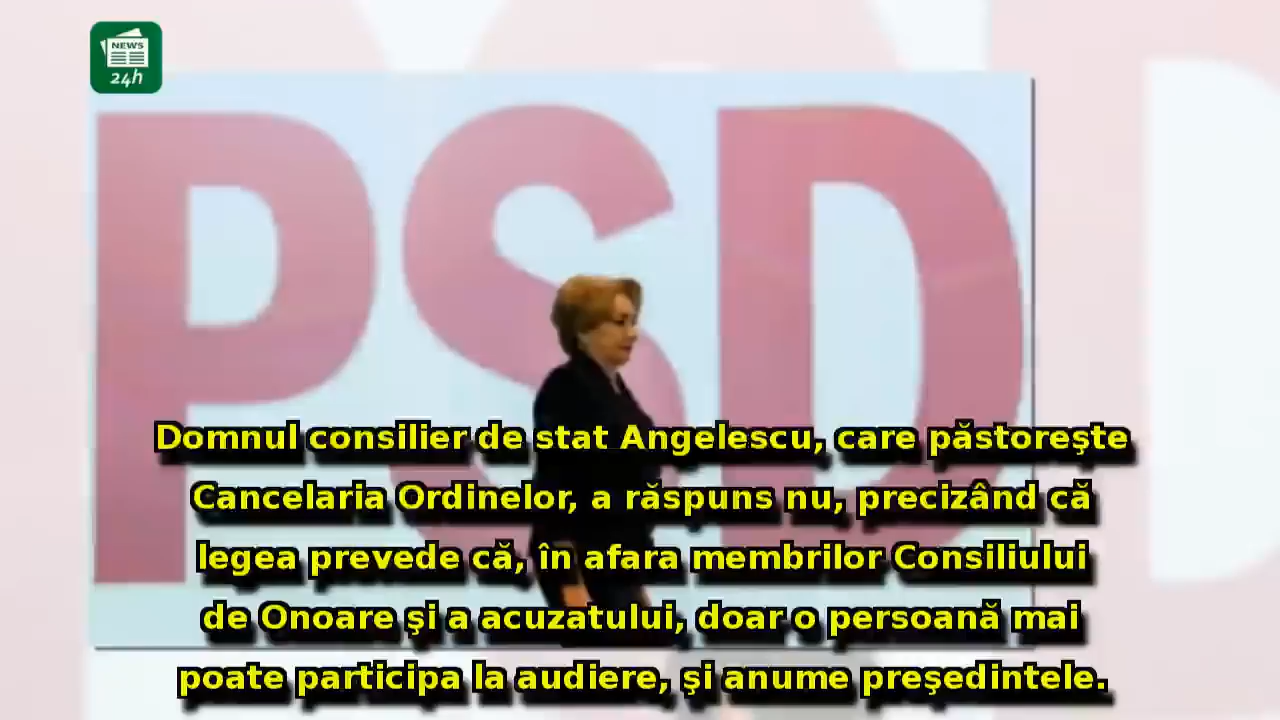 NEWS
24h
PSD
Domnul consilier de stat Angelescu, care păstoreşte
Cancelaria Ordinelor, a răspuns nu, precizând că
legea prevede că, în afara membrilor Consiliului
de Onoare şi a acuzatului, doar o persoană mai
poate participa la audiere, şi anume preşedintele.